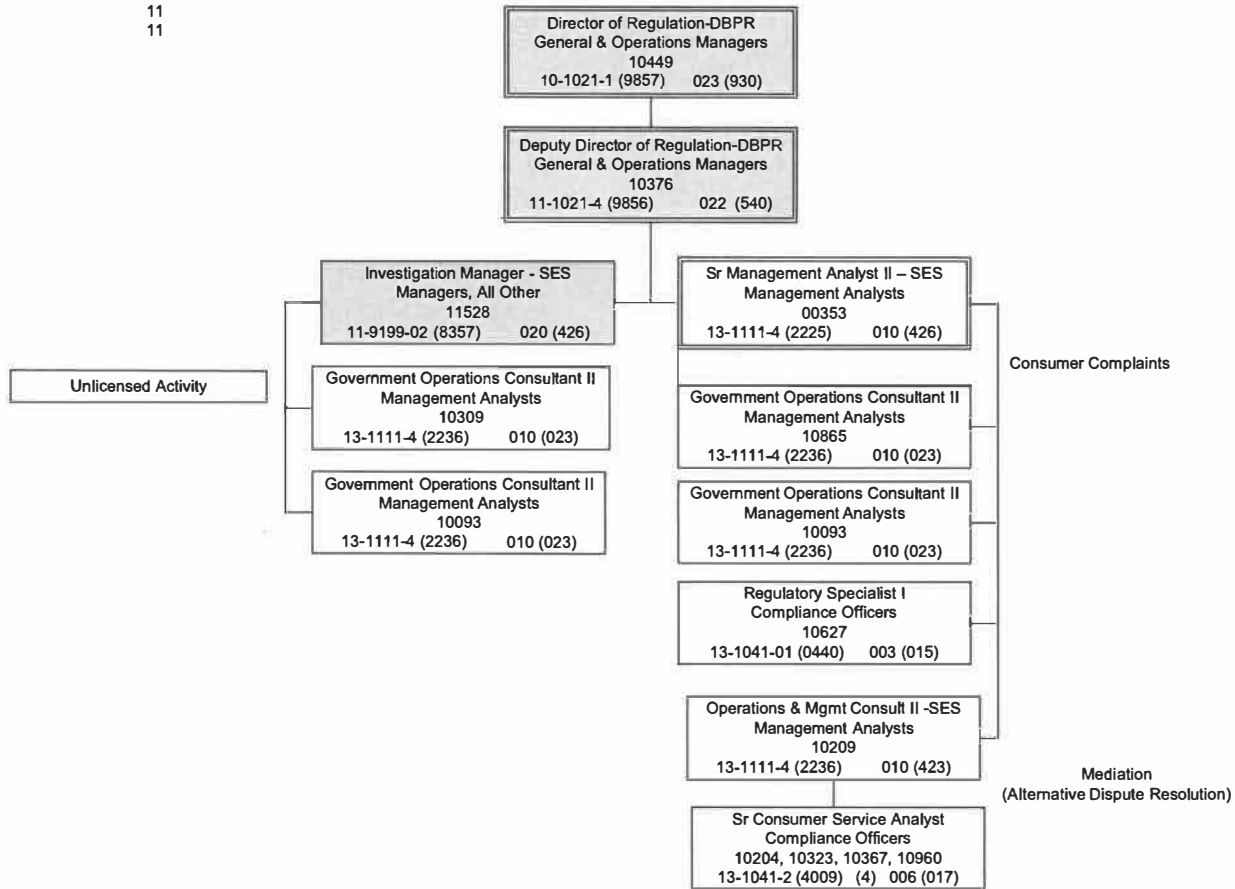 11
11
Director of Regulation-DBPR
General & Operations Managers
10449
10-1021-1 (9857) 023 (930)
Deputy Director of Regulation-DBPR
General & Operations Managers
10376
11-1021-4 (9856) 022 (540)
Investigation Manager - SES
Managers, All Other
11528
11-9199-02 (8357) 020 (426)
Unlicensed Activity
Government Operations Consultant II
Management Analysts
10309
13-1111-4 (2236) 010 (023)
Government Operations Consultant II
Management Analysts
10093
13-1111-4 (2236) 010 (023)
Sr Management Analyst II – SES
Management Analysts
00353
13-1111-4 (2225) 010 (426)
Consumer Complaints
Government Operations Consultant II
Management Analysts
10865
13-1111-4 (2236) 010 (023)
Government Operations Consultant II
Management Analysts
10093
13-1111-4 (2236) 010 (023)
Regulatory Specialist I
Compliance Officers
10627
13-1041-01 (0440) 003 (015)
Operations & Mgmt Consult II -SES
Management Analysts
10209
13-1111-4 (2236) 010 (423)
Mediation
(Alternative Dispute Resolution)
Sr Consumer Service Analyst
Compliance Officers
10204, 10323, 10367, 10960
13-1041-2 (4009) (4) 006 (017)